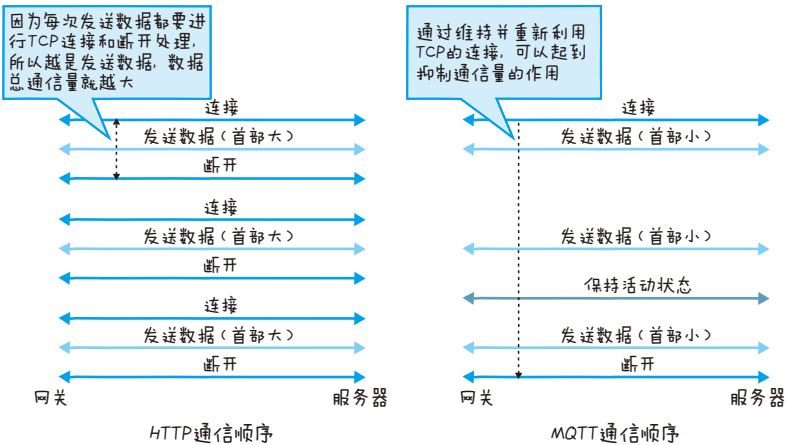 因为每次发送数据都要进
行TCP连接和断开处理,
所以越是发送数据, 数据
总通信量就越大
连接
发送数据(首部大)
断开
连接
发送数据(首部大)
断开
连接
发送数据(首部大)
断开
网关
服务器
HTTP通信顺序
通过维持并重新利用
TCP的连接, 可以起到
抑制通信量的作用
连接
发送数据(首部小)
发送数据(首部小)
保持活动状态
发送数据(首部小)
断开
网关
服务器
MQTT通信顺序